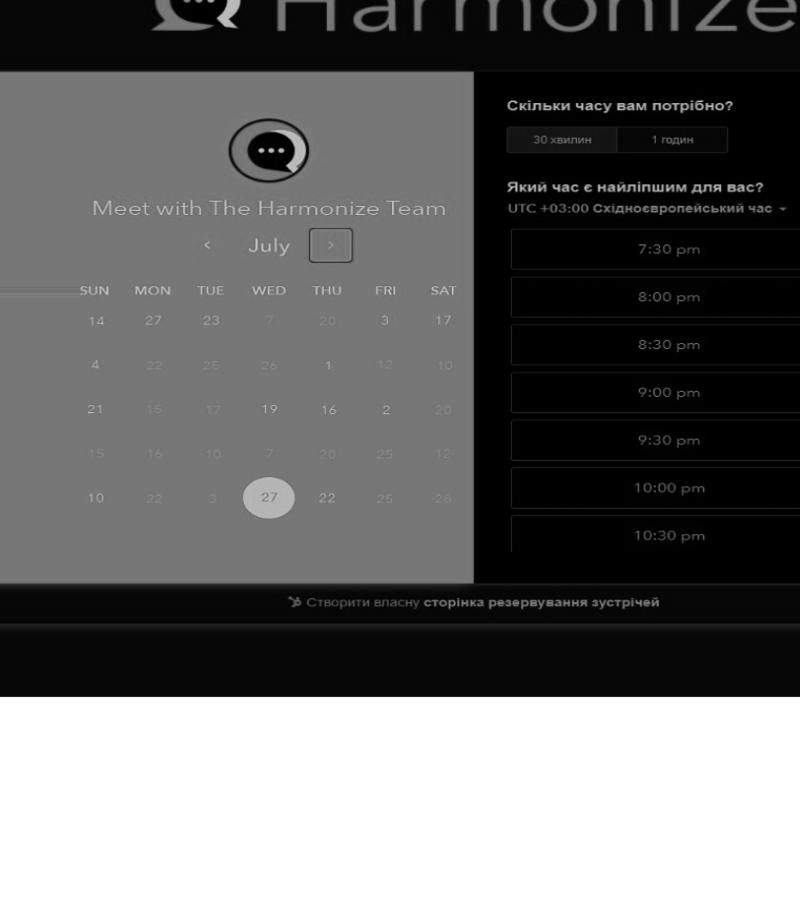 Harmonize
Meet with The Harmonize Team
July
SUN MON TUE WED THU FRI SAT
14 27 23 7 20 3 17
4 22 25 26 1 12 10
21 15 17 19 16 2 20
15 16 10 7 20 25 12
10 22 3 27 22 25 28
Скільки часу вам потрібно?
30 хвилин 1 годин
Який час є найліпшим для вас?
UTC +03:00 Східноєвропейський час
7:30 pm
8:00 pm
8:30 pm
9:00 pm
9:30 pm
10:00 pm
10:30 pm
Створити власну сторінка резервування зустрічей